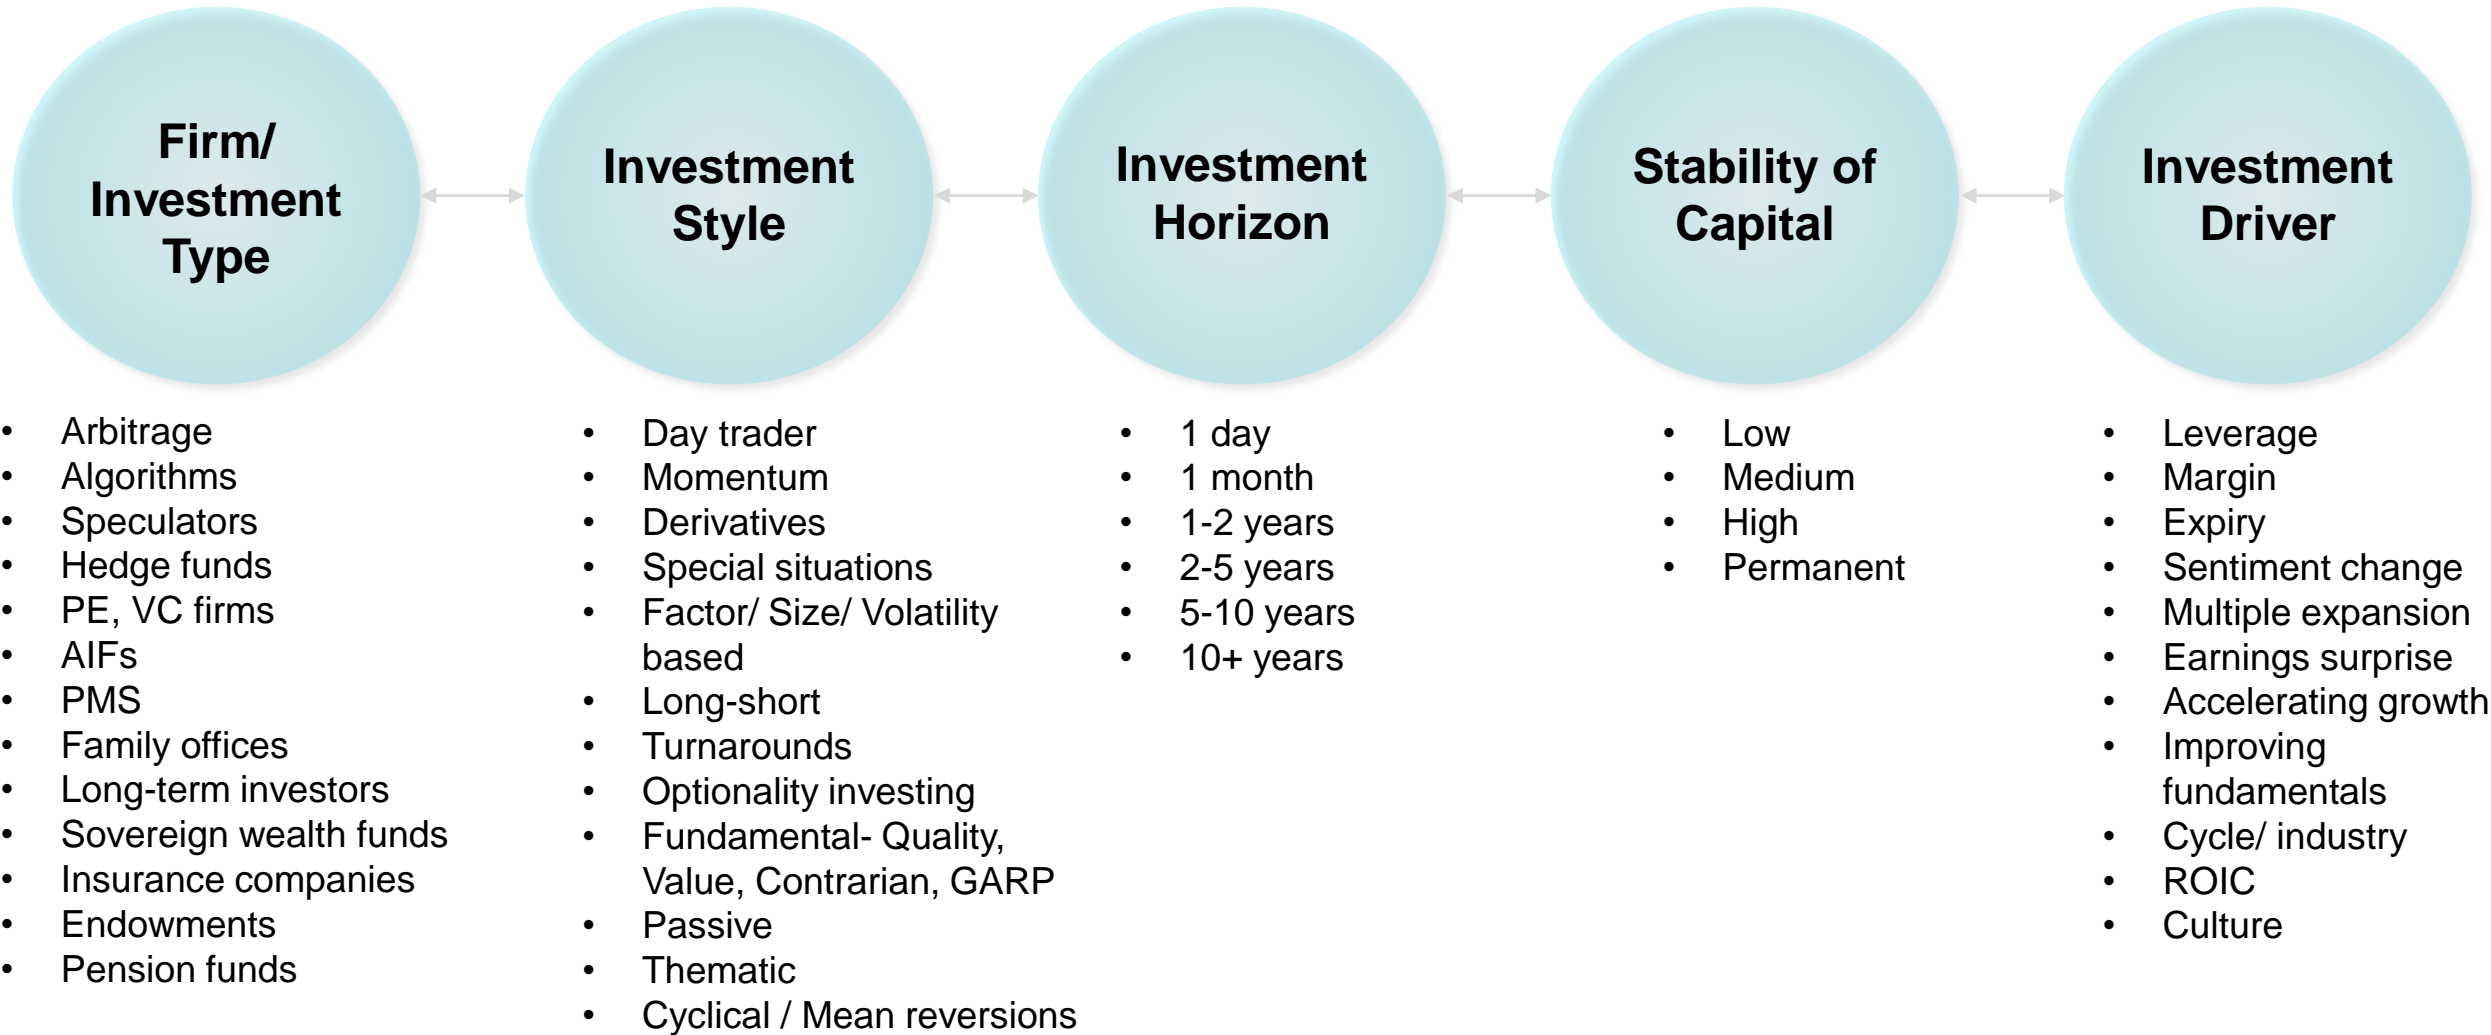 Firm/
Investment
Type
Investment
Style
Investment
Horizon
Stability of
Capital
Investment
Driver
• Arbitrage
• Algorithms
• Speculators
• Hedge funds
• PE, VC firms
• AIFs
• PMS
• Family offices
• Long-term investors
• Sovereign wealth funds
• Insurance companies
• Endowments
• Pension funds
• Day trader
• Momentum
• Derivatives
• Special situations
• Factor/ Size/ Volatility
based
• Long-short
• Turnarounds
• Optionality investing
• Fundamental- Quality,
Value, Contrarian, GARP
• Passive
• Thematic
• Cyclical / Mean reversions
• 1 day
• 1 month
• 1-2 years
• 2-5 years
• 5-10 years
• 10+ years
• Low
• Medium
• High
• Permanent
• Leverage
• Margin
• Expiry
• Sentiment change
• Multiple expansion
• Earnings surprise
• Accelerating growth
• Improving
fundamentals
• Cycle/ industry
• ROIC
• Culture